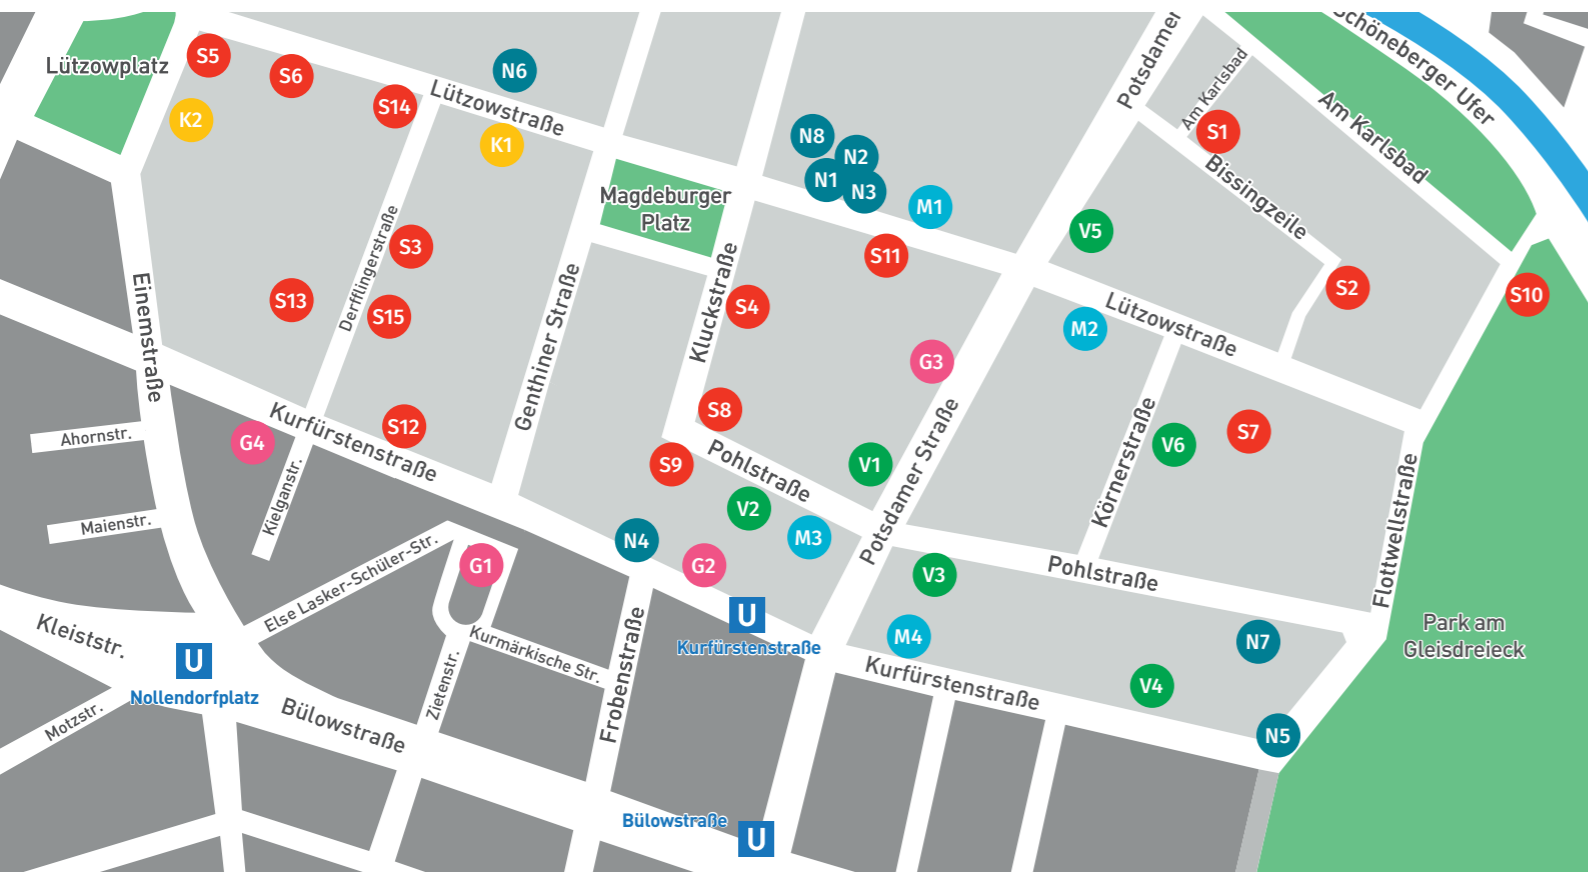 Schöneberger Ufer
Potsdamer
Am Karlsbad
Am Karlsbad
Lützowplatz
S5
S6
N6
S14
K2
K1
Lützowstraße
N8
N2
N1
N3
M1
S1
Bissingzeile
Magdeburger
Platz
V5
S3
S11
Derfflingerstraße
S13
S15
Einemstraße
Genthiner Straße
Kluckstraße
S4
S2
S10
M2
Lützowstraße
G3
S8
S12
Kurfürstenstraße
G4
Ahornstr.
S9
Pohlstraße
V1
Potsdamer Straße
Körnerstraße
V6
S7
Kielganstr.
Maienstr.
V2
M3
N4
G2
G1
Else Lasker-Schüler-Str.
V3
Pohlstraße
Flottwellstraße
U
Kurfürstenstraße
M4
N7
Park am
Gleisdreieck
Kleiststr.
U
Nollendorfplatz
Kurmärkische Str.
Zietenstr.
Frobenstraße
Kurfürstenstraße
V4
N5
Motzstr.
Bülowstraße
Bülowstraße
U